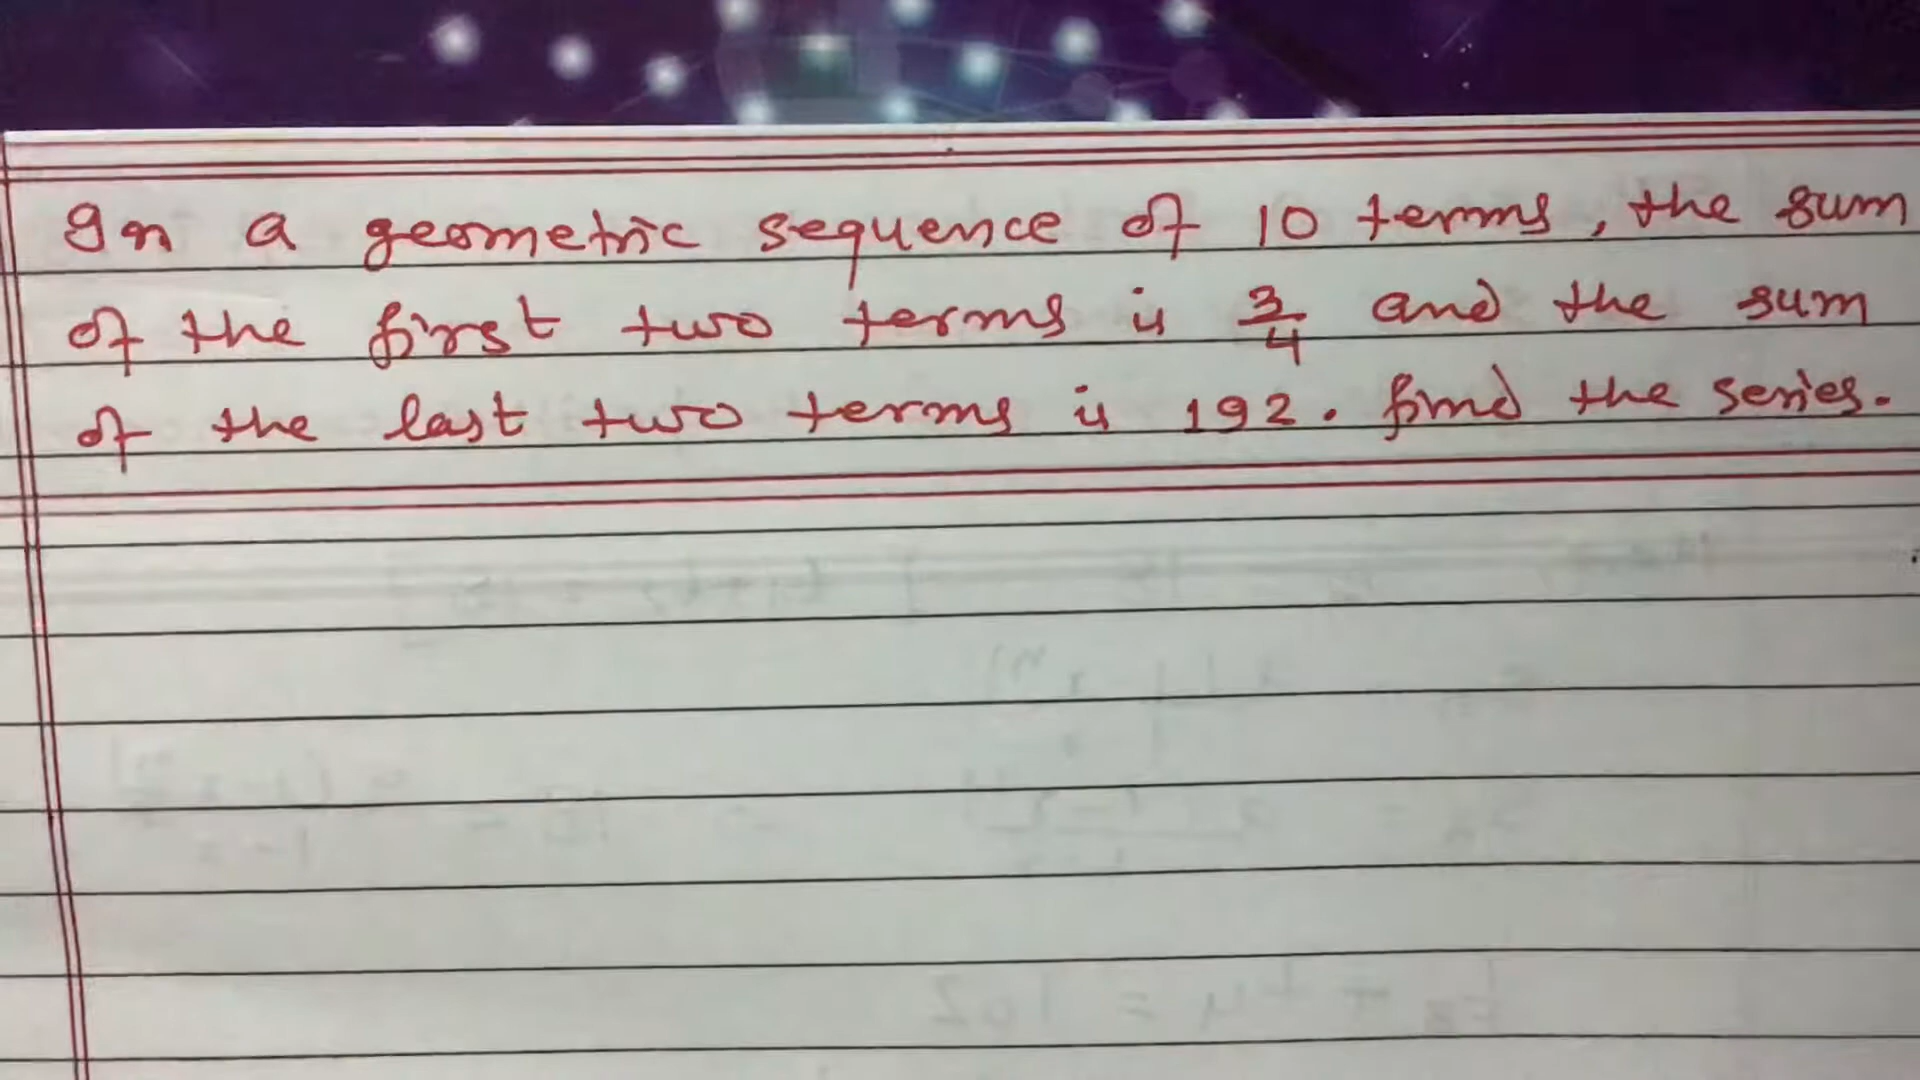 In a geometric sequence of 10 terms, the sum
of the first two terms is 3/4 and the sum
of the last two terms is 192. find the series.